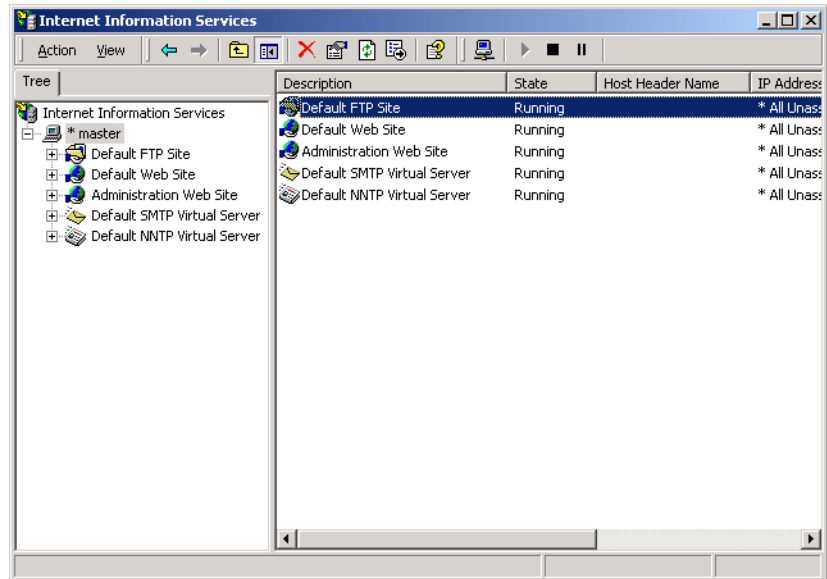 Internet Information Services
Action View
Tree
Internet Information Services
* master
Default FTP Site
Default Web Site
Administration Web Site
Default SMTP Virtual Server
Default NNTP Virtual Server
Description State Host Header Name IP Address
Default FTP Site Running * All Unass
Default Web Site Running * All Unass
Administration Web Site Running * All Unass
Default SMTP Virtual Server Running * All Unass
Default NNTP Virtual Server Running * All Unass